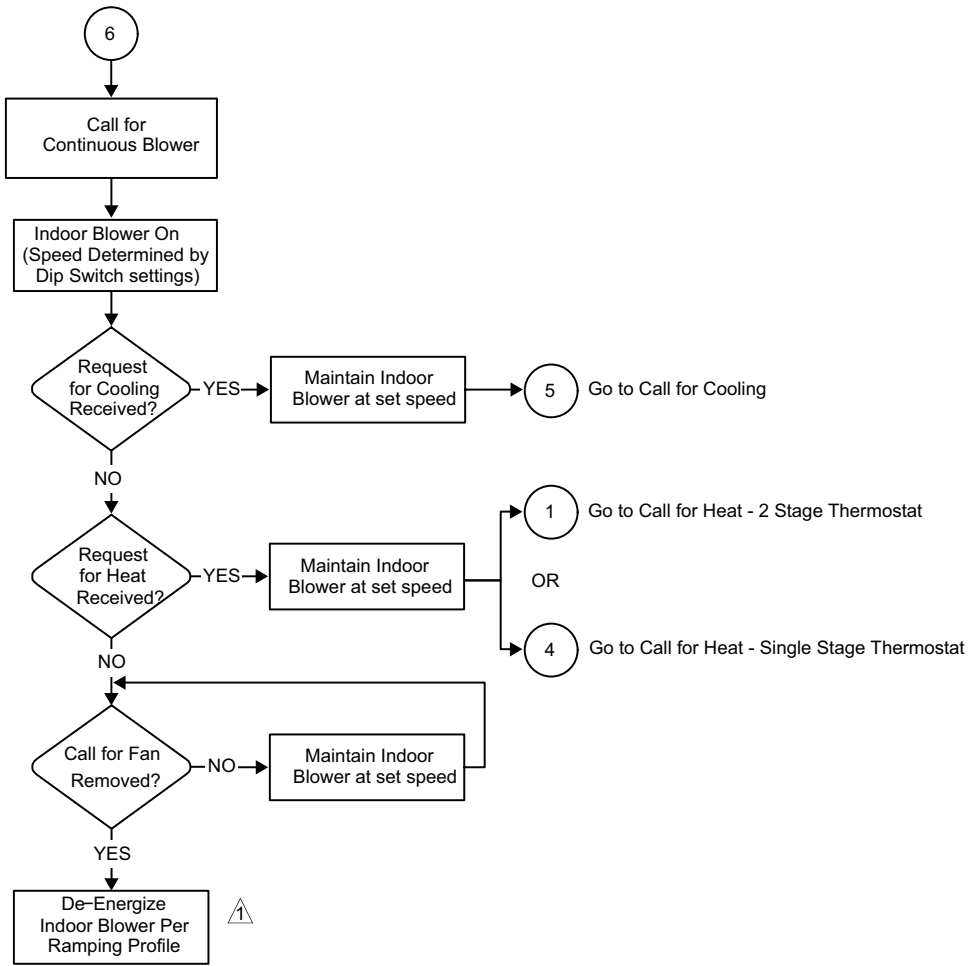 6
Call for
Continuous Blower
Indoor Blower On
(Speed Determined by
Dip Switch settings)
Request
for Cooling
Received?
YES
Maintain Indoor
Blower at set speed
5
Go to Call for Cooling
NO
Request
for Heat
Received?
YES
Maintain Indoor
Blower at set speed
1
Go to Call for Heat - 2 Stage Thermostat
OR
4
Go to Call for Heat - Single Stage Thermostat
NO
Call for Fan
Removed?
NO
Maintain Indoor
Blower at set speed
YES
De-Energize
Indoor Blower Per
Ramping Profile
1